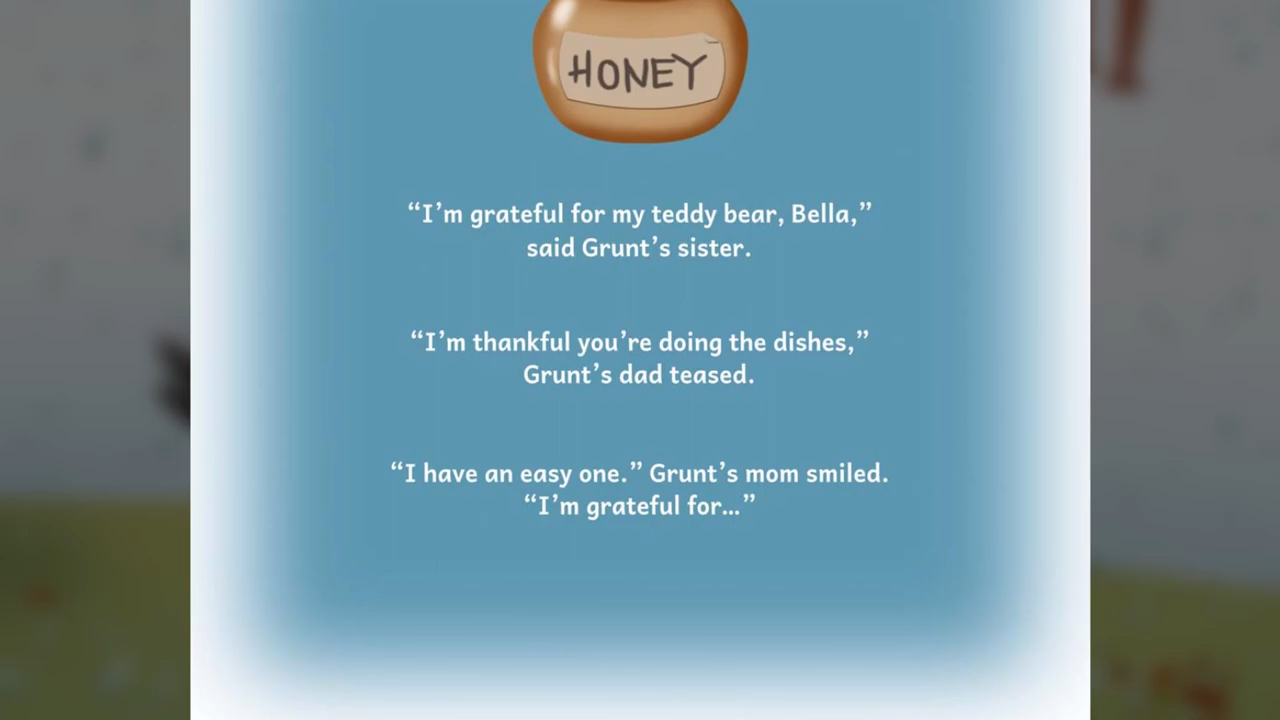 HONEY
“I’m grateful for my teddy bear, Bella,”
said Grunt’s sister.
“I’m thankful you’re doing the dishes,”
Grunt’s dad teased.
“I have an easy one.” Grunt’s mom smiled.
“I’m grateful for...”